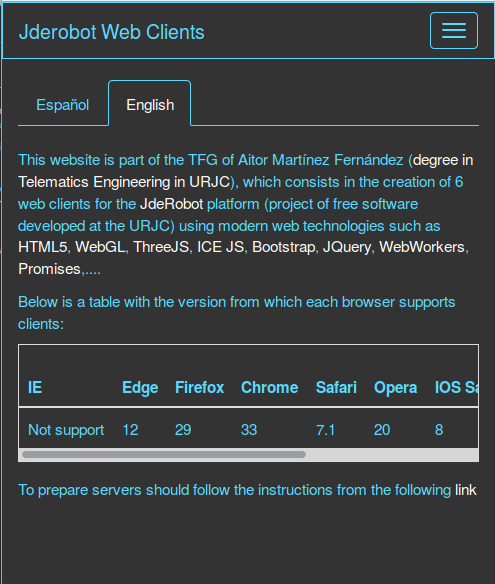 Jderobot Web Clients
Español English
This website is part of the TFG of Aitor Martínez Fernández (degree in
Telematics Engineering in URJC), which consists in the creation of 6
web clients for the JdeRobot platform (project of free software
developed at the URJC) using modern web technologies such as
HTML5, WebGL, ThreeJS, ICE JS, Bootstrap, JQuery, WebWorkers,
Promises,....
Below is a table with the version from which each browser supports
clients:
IE Edge Firefox Chrome Safari Opera IOS Sa
Not support 12 29 33 7.1 20 8
To prepare servers should follow the instructions from the following link